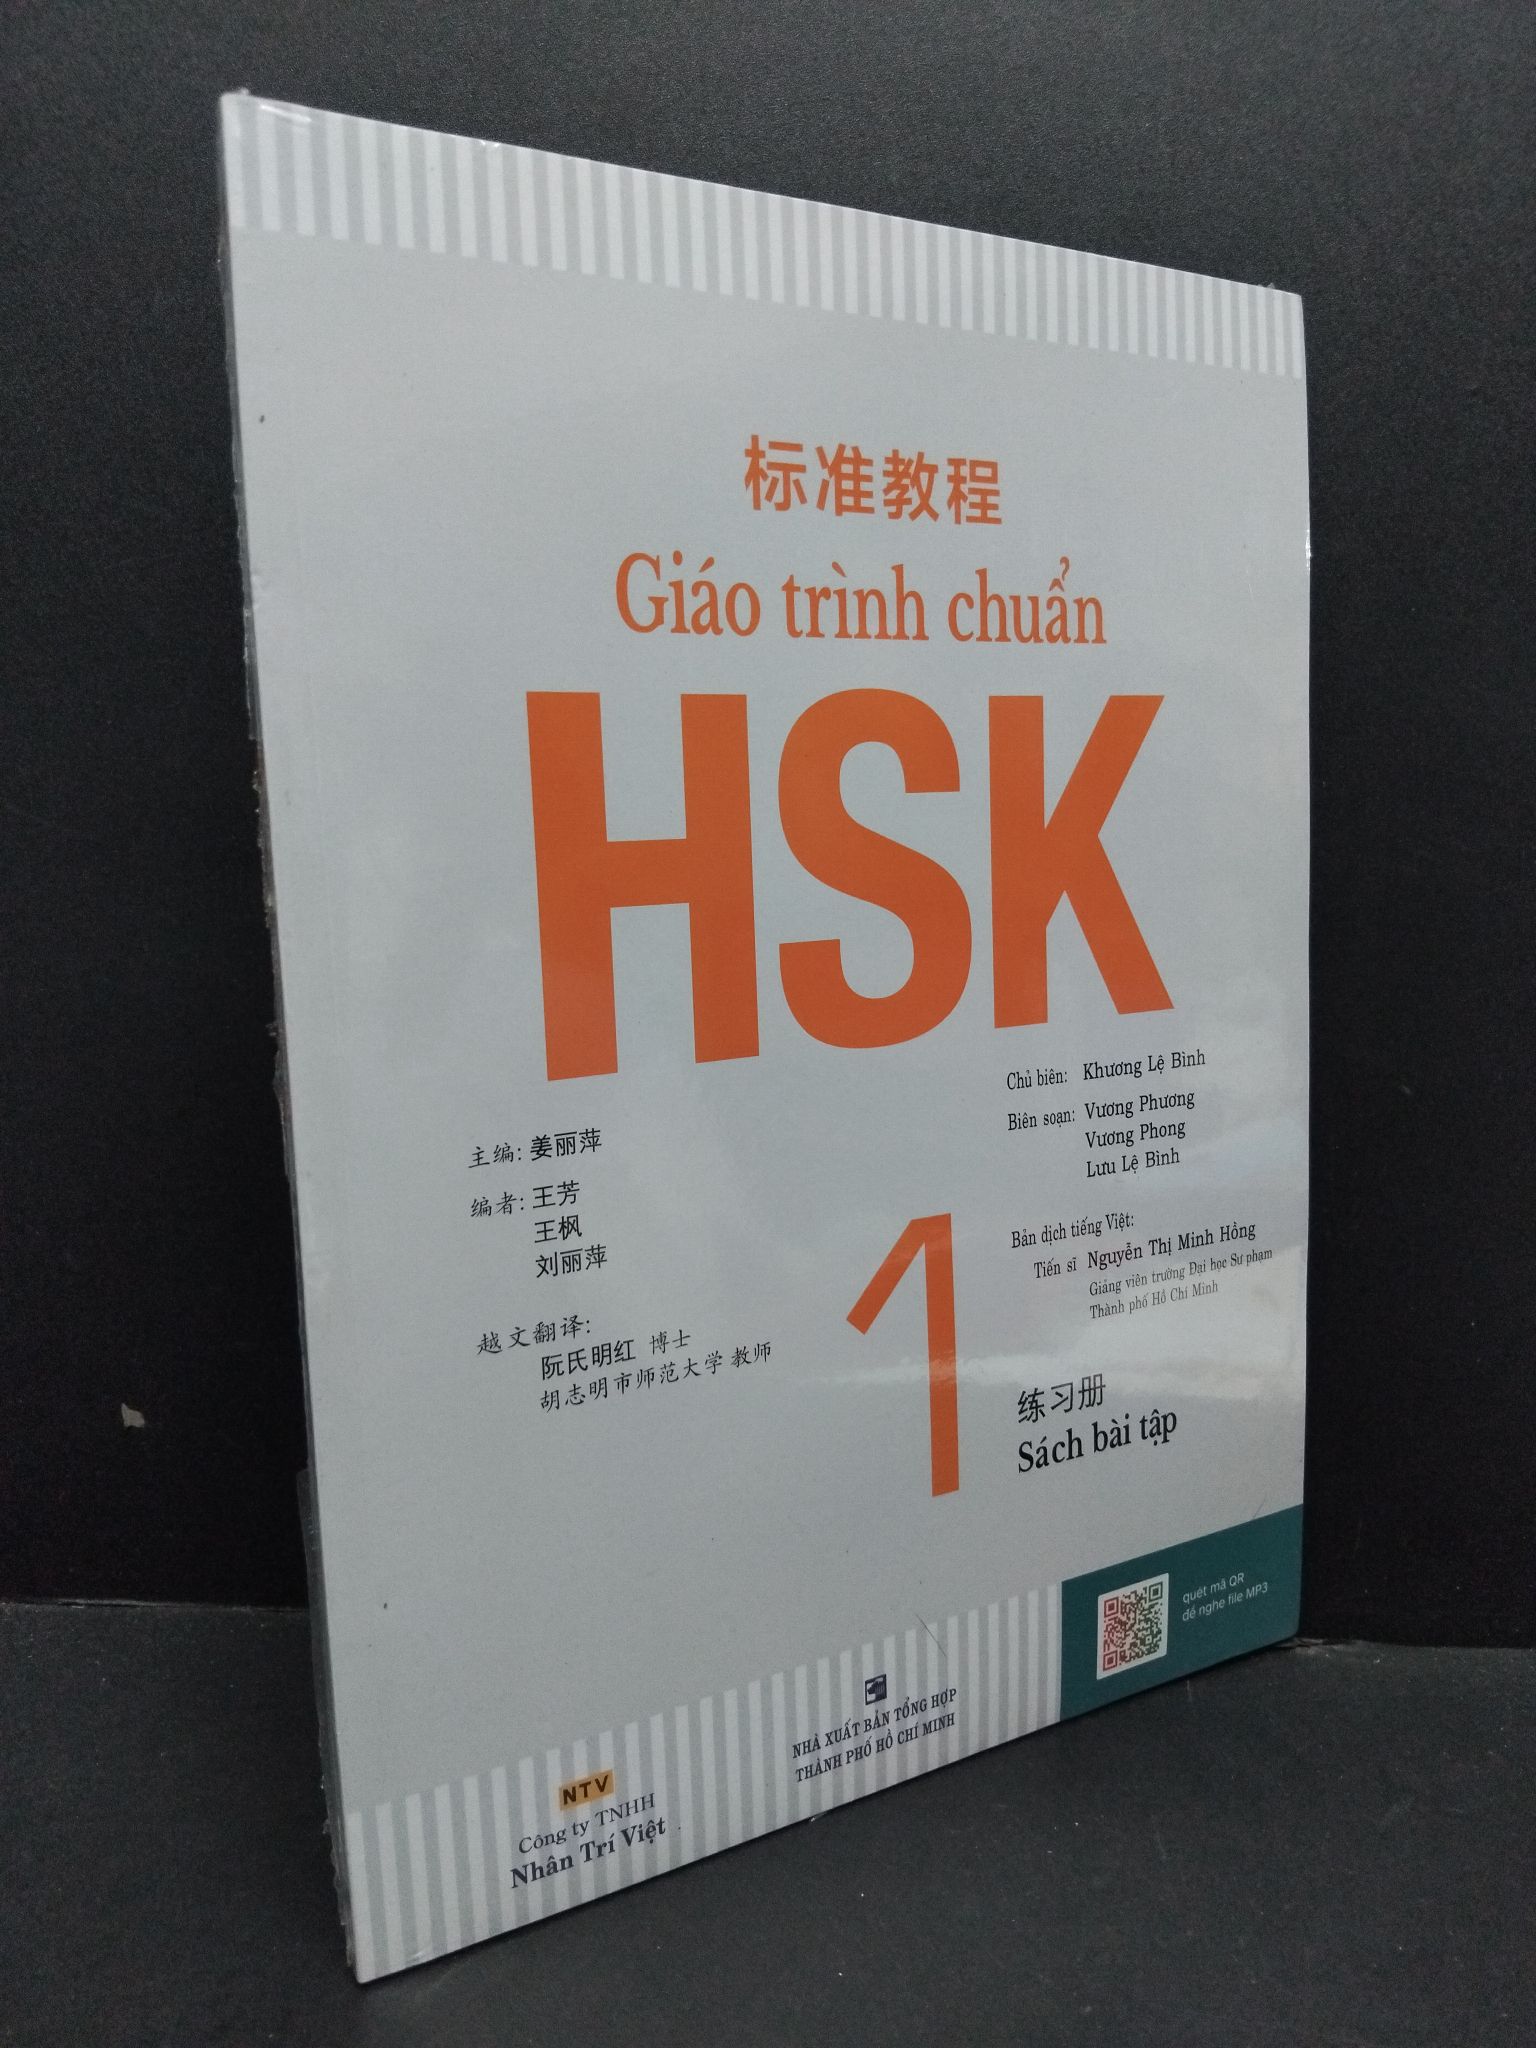 标准教程
Giáo trình chuẩn
HSK
主编: 姜丽萍
编者: 王芳
王枫
刘丽萍
越文翻译:
阮氏明红 博士
胡志明市师范大学 教师
Chủ biên: Khương Lệ Bình
Biên soạn: Vương Phương
Vương Phong
Lưu Lệ Bình
Bản dịch tiếng Việt:
Tiến sĩ Nguyễn Thị Minh Hồng
Giảng viên trường Đại học Sư phạm
Thành phố Hồ Chí Minh
1
练习册
Sách bài tập
quét mã QR
để nghe file MP3
NHÀ XUẤT BẢN TỔNG HỢP
THÀNH PHỐ HỒ CHÍ MINH
NTV
Công ty TNHH
Nhân Trí Việt